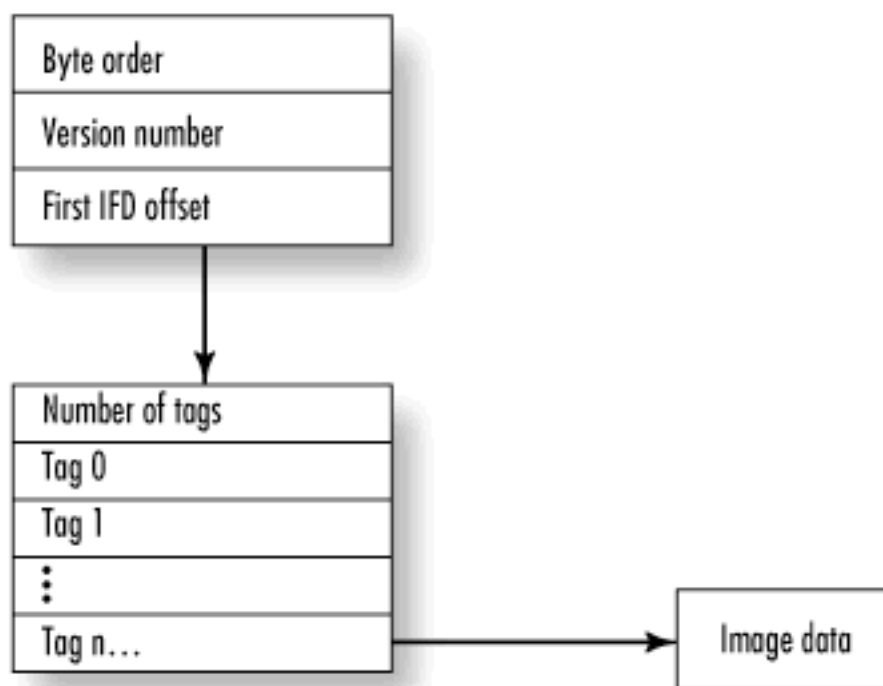 Byte order
Version number
First IFD offset
Number of tags
Tag 0
Tag 1
⋮
Tag n...
Image data